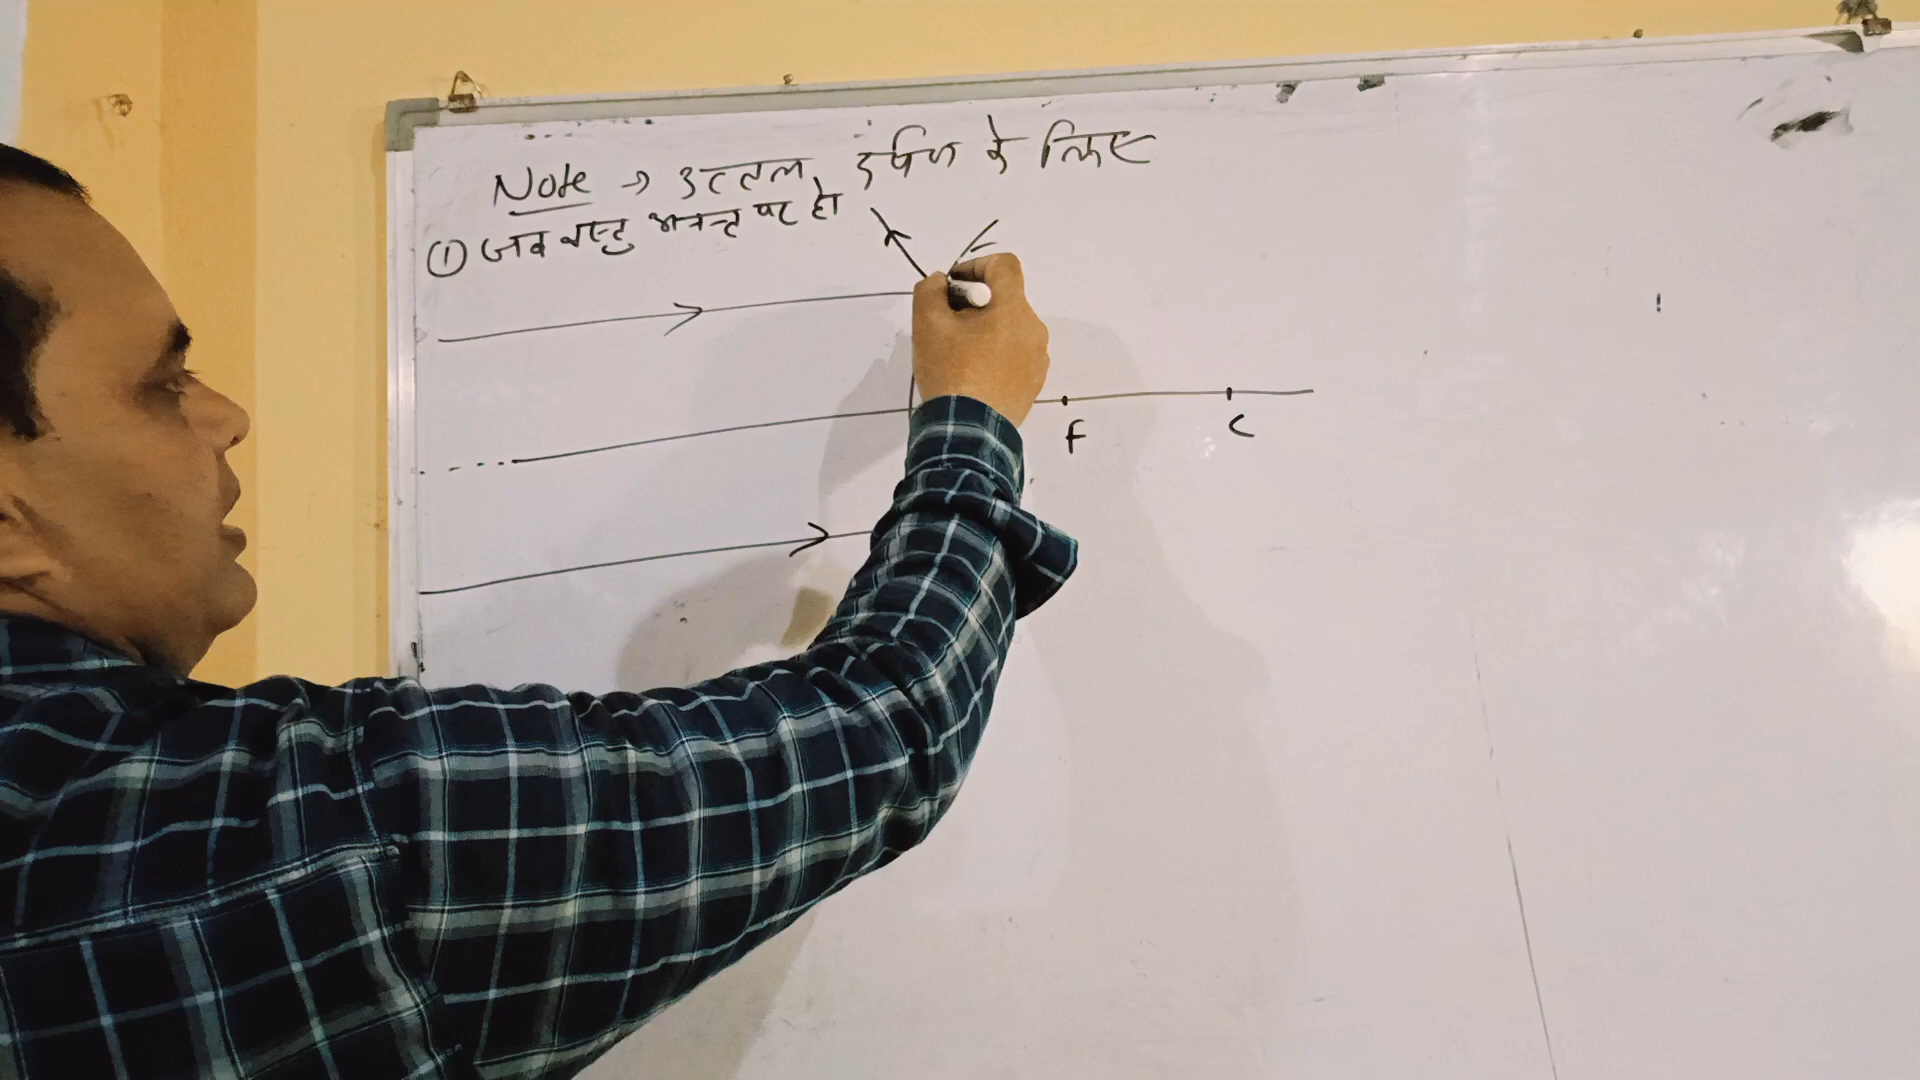 Note → उत्तल दर्पण के लिए
① जब वस्तु अनन्त पर हो
F C